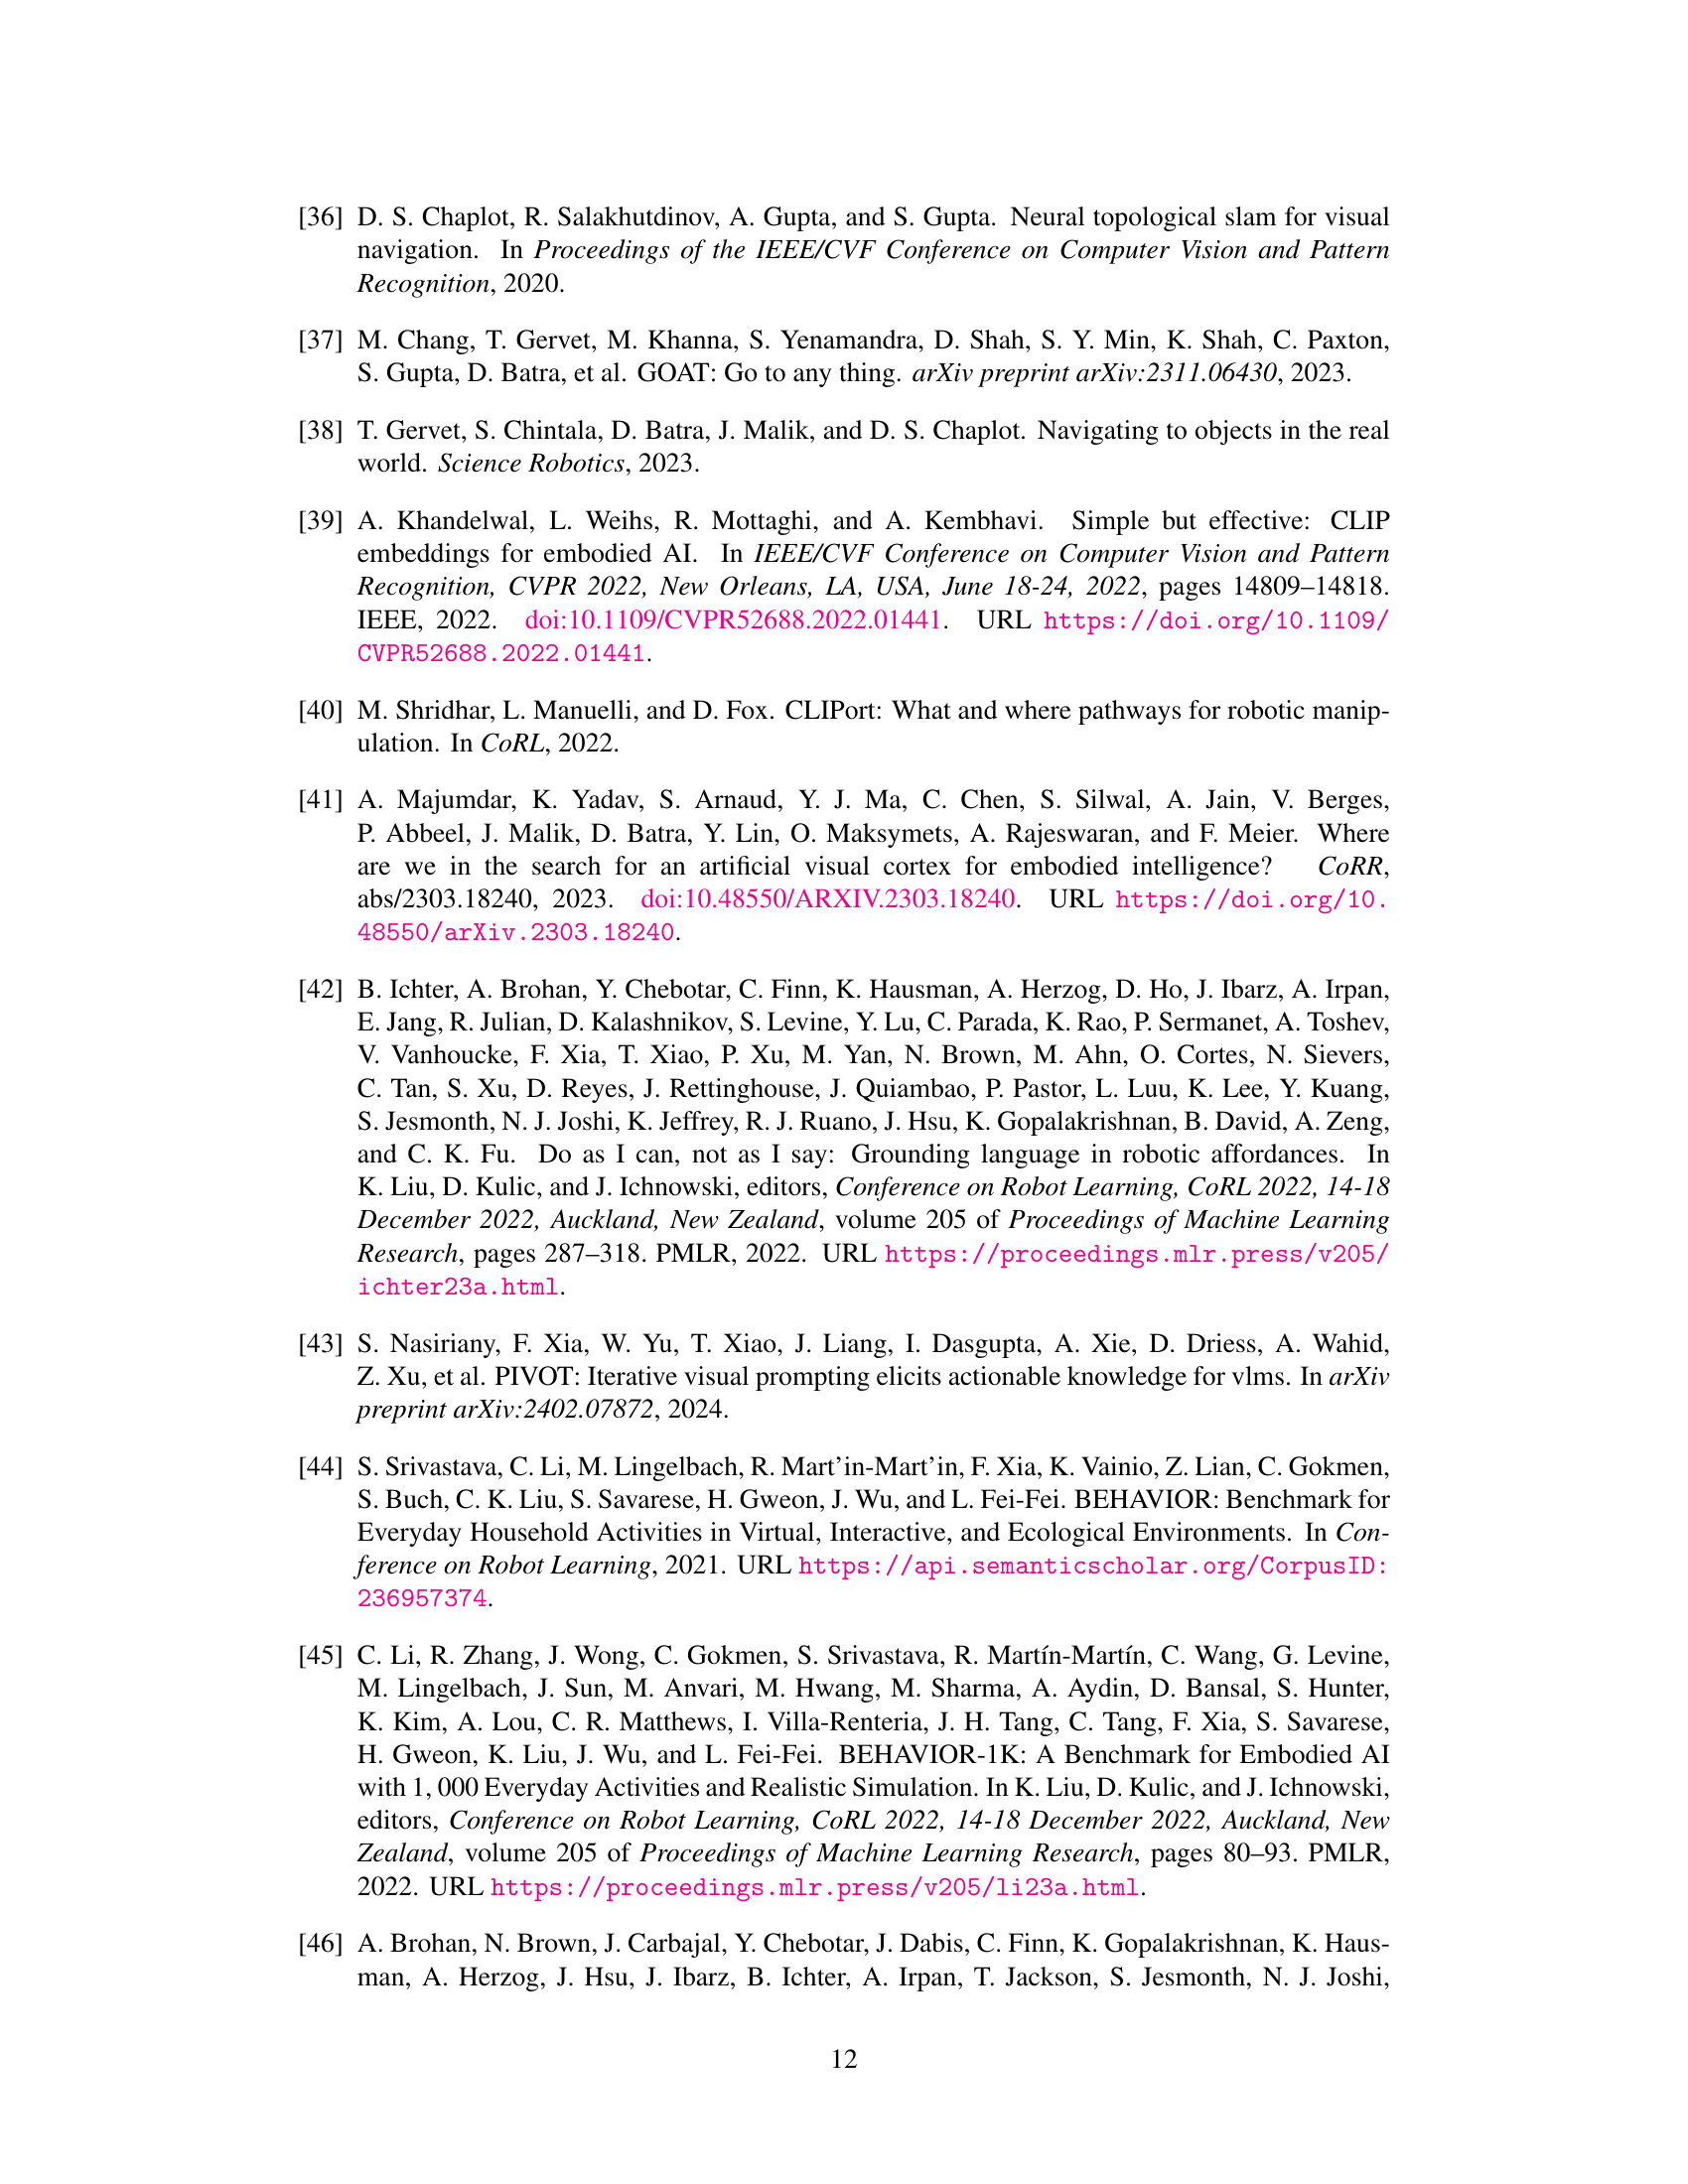 [36] D. S. Chaplot, R. Salakhutdinov, A. Gupta, and S. Gupta. Neural topological slam for visual
navigation. In Proceedings of the IEEE/CVF Conference on Computer Vision and Pattern
Recognition, 2020.
[37] M. Chang, T. Gervet, M. Khanna, S. Yenamandra, D. Shah, S. Y. Min, K. Shah, C. Paxton,
S. Gupta, D. Batra, et al. GOAT: Go to any thing. arXiv preprint arXiv:2311.06430, 2023.
[38] T. Gervet, S. Chintala, D. Batra, J. Malik, and D. S. Chaplot. Navigating to objects in the real
world. Science Robotics, 2023.
[39] A. Khandelwal, L. Weihs, R. Mottaghi, and A. Kembhavi. Simple but effective: CLIP
embeddings for embodied AI. In IEEE/CVF Conference on Computer Vision and Pattern
Recognition, CVPR 2022, New Orleans, LA, USA, June 18-24, 2022, pages 14809–14818.
IEEE, 2022. doi:10.1109/CVPR52688.2022.01441. URL https://doi.org/10.1109/
CVPR52688.2022.01441.
[40] M. Shridhar, L. Manuelli, and D. Fox. CLIPort: What and where pathways for robotic manip-
ulation. In CoRL, 2022.
[41] A. Majumdar, K. Yadav, S. Arnaud, Y. J. Ma, C. Chen, S. Silwal, A. Jain, V. Berges,
P. Abbeel, J. Malik, D. Batra, Y. Lin, O. Maksymets, A. Rajeswaran, and F. Meier. Where
are we in the search for an artificial visual cortex for embodied intelligence? CoRR,
abs/2303.18240, 2023. doi:10.48550/ARXIV.2303.18240. URL https://doi.org/10.
48550/arXiv.2303.18240.
[42] B. Ichter, A. Brohan, Y. Chebotar, C. Finn, K. Hausman, A. Herzog, D. Ho, J. Ibarz, A. Irpan,
E. Jang, R. Julian, D. Kalashnikov, S. Levine, Y. Lu, C. Parada, K. Rao, P. Sermanet, A. Toshev,
V. Vanhoucke, F. Xia, T. Xiao, P. Xu, M. Yan, N. Brown, M. Ahn, O. Cortes, N. Sievers,
C. Tan, S. Xu, D. Reyes, J. Rettinghouse, J. Quiambao, P. Pastor, L. Luu, K. Lee, Y. Kuang,
S. Jesmonth, N. J. Joshi, K. Jeffrey, R. J. Ruano, J. Hsu, K. Gopalakrishnan, B. David, A. Zeng,
and C. K. Fu. Do as I can, not as I say: Grounding language in robotic affordances. In
K. Liu, D. Kulic, and J. Ichnowski, editors, Conference on Robot Learning, CoRL 2022, 14-18
December 2022, Auckland, New Zealand, volume 205 of Proceedings of Machine Learning
Research, pages 287–318. PMLR, 2022. URL https://proceedings.mlr.press/v205/
ichter23a.html.
[43] S. Nasiriany, F. Xia, W. Yu, T. Xiao, J. Liang, I. Dasgupta, A. Xie, D. Driess, A. Wahid,
Z. Xu, et al. PIVOT: Iterative visual prompting elicits actionable knowledge for vlms. In arXiv
preprint arXiv:2402.07872, 2024.
[44] S. Srivastava, C. Li, M. Lingelbach, R. Mart'in-Mart'in, F. Xia, K. Vainio, Z. Lian, C. Gokmen,
S. Buch, C. K. Liu, S. Savarese, H. Gweon, J. Wu, and L. Fei-Fei. BEHAVIOR: Benchmark for
Everyday Household Activities in Virtual, Interactive, and Ecological Environments. In Con-
ference on Robot Learning, 2021. URL https://api.semanticscholar.org/CorpusID:
236957374.
[45] C. Li, R. Zhang, J. Wong, C. Gokmen, S. Srivastava, R. Martín-Martín, C. Wang, G. Levine,
M. Lingelbach, J. Sun, M. Anvari, M. Hwang, M. Sharma, A. Aydin, D. Bansal, S. Hunter,
K. Kim, A. Lou, C. R. Matthews, I. Villa-Renteria, J. H. Tang, C. Tang, F. Xia, S. Savarese,
H. Gweon, K. Liu, J. Wu, and L. Fei-Fei. BEHAVIOR-1K: A Benchmark for Embodied AI
with 1, 000 Everyday Activities and Realistic Simulation. In K. Liu, D. Kulic, and J. Ichnowski,
editors, Conference on Robot Learning, CoRL 2022, 14-18 December 2022, Auckland, New
Zealand, volume 205 of Proceedings of Machine Learning Research, pages 80–93. PMLR,
2022. URL https://proceedings.mlr.press/v205/li23a.html.
[46] A. Brohan, N. Brown, J. Carbajal, Y. Chebotar, J. Dabis, C. Finn, K. Gopalakrishnan, K. Haus-
man, A. Herzog, J. Hsu, J. Ibarz, B. Ichter, A. Irpan, T. Jackson, S. Jesmonth, N. J. Joshi,
12